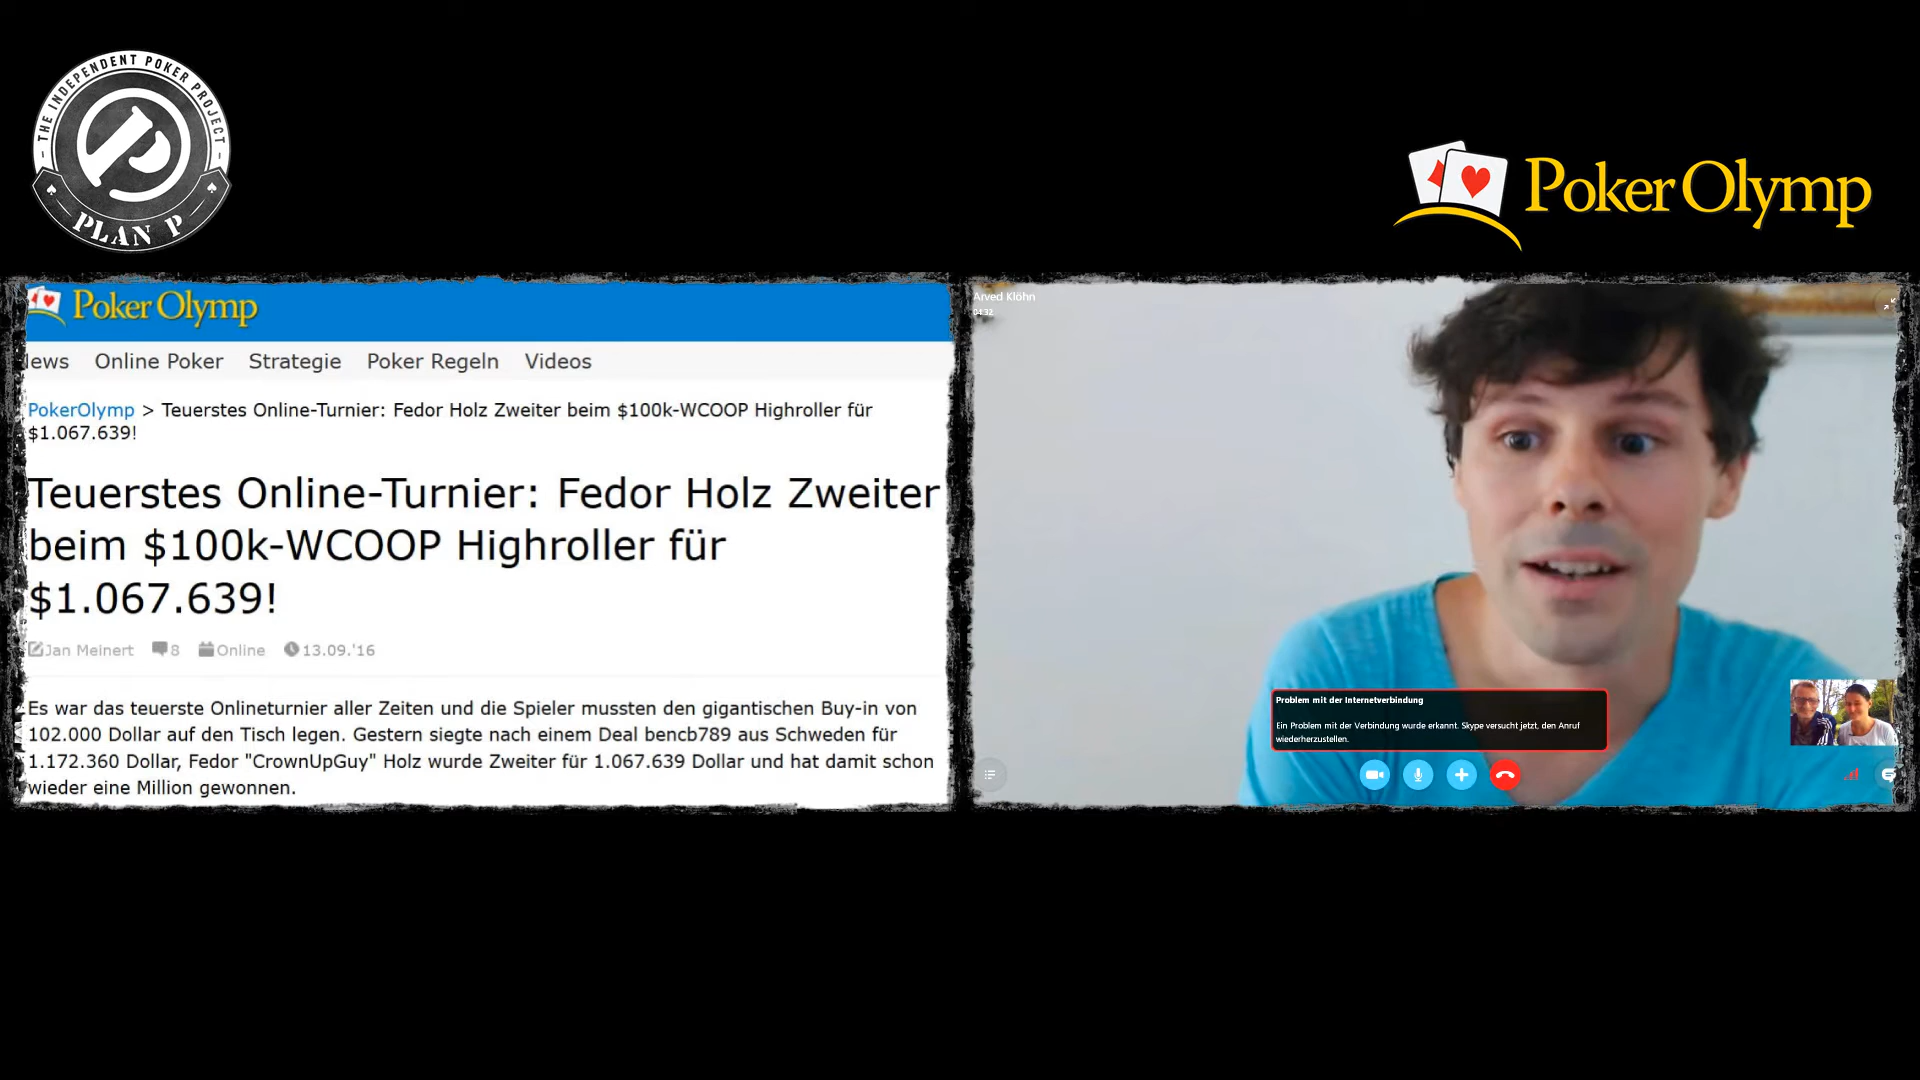 THE INDEPENDENT POKER PROJECT
PLAN P
PokerOlymp
Poker Olymp
ews Online Poker Strategie Poker Regeln Videos
PokerOlymp > Teuerstes Online-Turnier: Fedor Holz Zweiter beim $100k-WCOOP Highroller für
$1.067.639!
Teuerstes Online-Turnier: Fedor Holz Zweiter
beim $100k-WCOOP Highroller für
$1.067.639!
Jan Meinert 8 Online 13.09.'16
Es war das teuerste Onlineturnier aller Zeiten und die Spieler mussten den gigantischen Buy-in von
102.000 Dollar auf den Tisch legen. Gestern siegte nach einem Deal bencb789 aus Schweden für
1.172.360 Dollar, Fedor "CrownUpGuy" Holz wurde Zweiter für 1.067.639 Dollar und hat damit schon
wieder eine Million gewonnen.
Arved Klöhn
04:32
Problem mit der Internetverbindung
Ein Problem mit der Verbindung wurde erkannt. Skype versucht jetzt, den Anruf
wiederherzustellen.